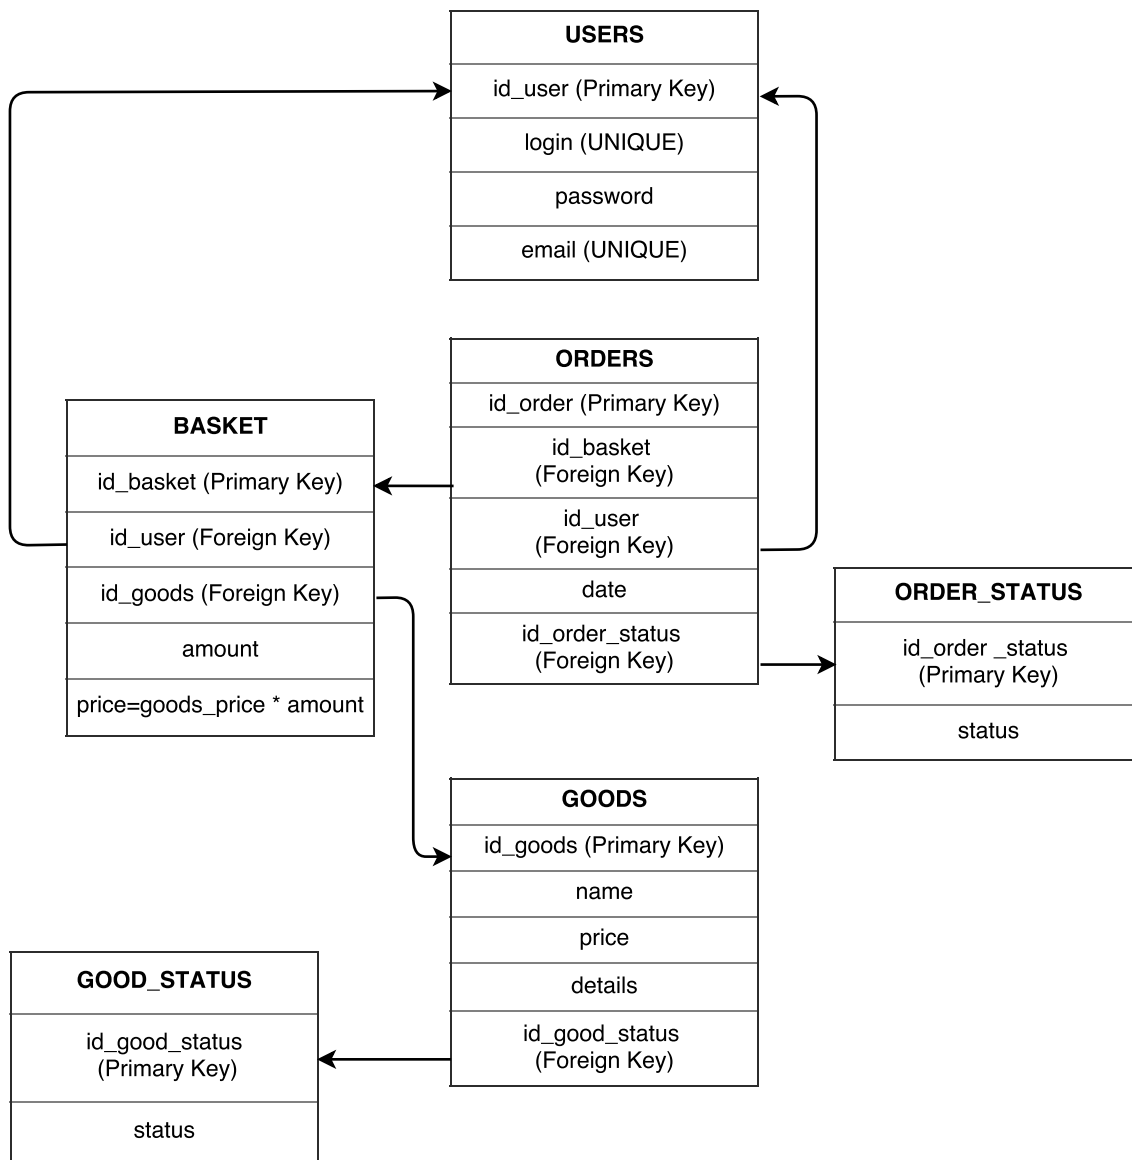 USERS
id_user (Primary Key)
login (UNIQUE)
password
email (UNIQUE)
ORDERS
id_order (Primary Key)
id_basket
(Foreign Key)
id_user
(Foreign Key)
date
id_order_status
(Foreign Key)
BASKET
id_basket (Primary Key)
id_user (Foreign Key)
id_goods (Foreign Key)
amount
price=goods_price * amount
ORDER_STATUS
id_order _status
(Primary Key)
status
GOODS
id_goods (Primary Key)
name
price
details
id_good_status
(Foreign Key)
GOOD_STATUS
id_good_status
(Primary Key)
status